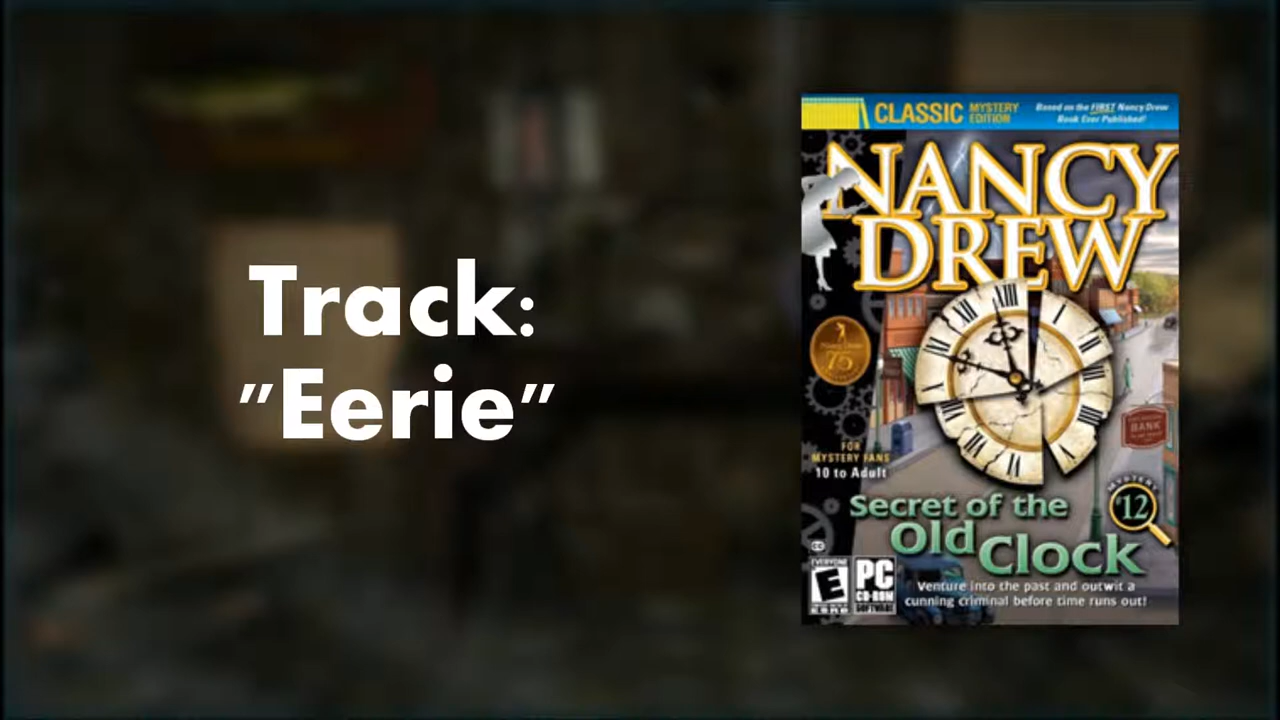 Track:
"Eerie"
CLASSIC MYSTERY EDITION
Based on the FIRST Nancy Drew
Book Ever Published!
NANCY
DREW
75
BANK
FOR
MYSTERY FANS
10 to Adult
MYSTERY
#12
Secret of the
Old Clock
EVERYONE
E
ESRB
PC
CD-ROM
SOFTWARE
Venture into the past and outwit a
cunning criminal before time runs out!